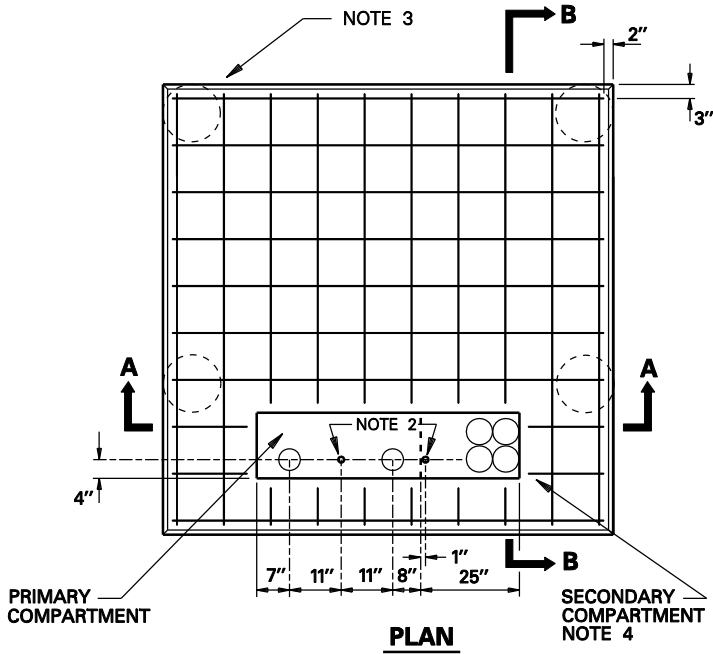 NOTE 3
B
2"
3"
A
A
NOTE 2
4"
1"
7"
11"
11"
8"
25"
B
PRIMARY
COMPARTMENT
SECONDARY
COMPARTMENT
NOTE 4
PLAN